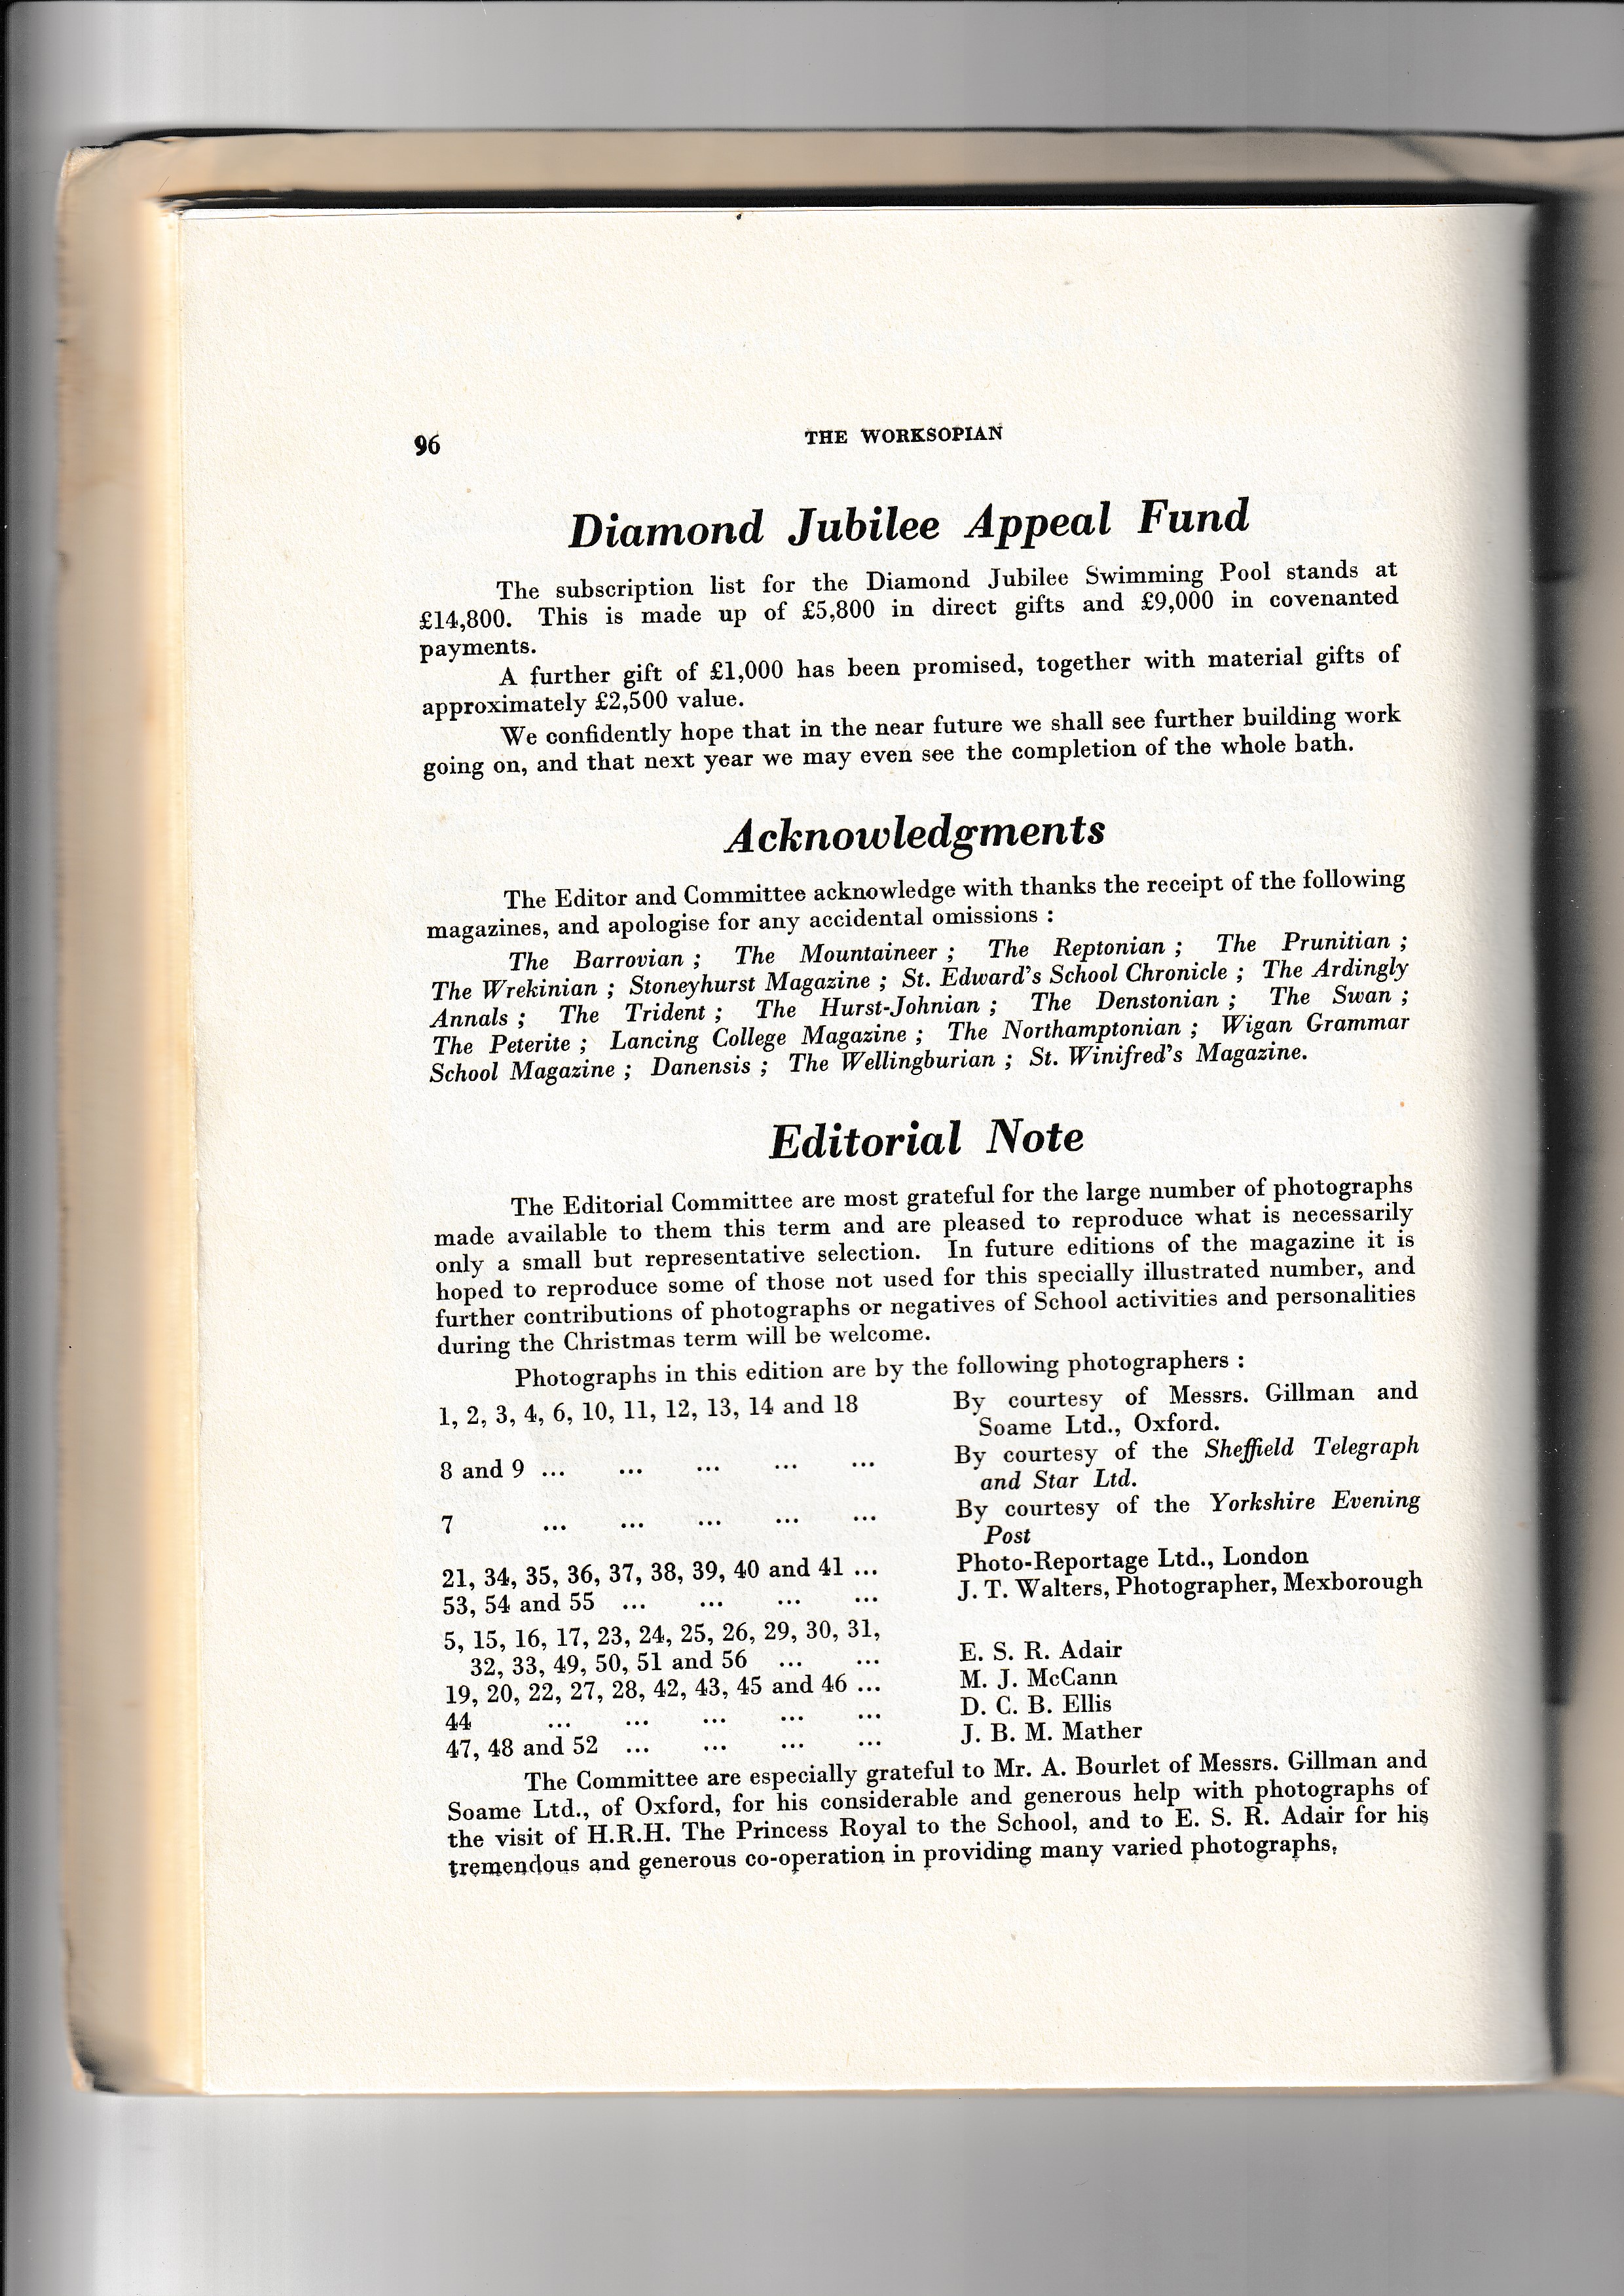 96
THE WORKSOPIAN
Diamond Jubilee Appeal Fund
The subscription list for the Diamond Jubilee Swimming Pool stands at
£14,800. This is made up of £5,800 in direct gifts and £9,000 in covenanted
payments.
A further gift of £1,000 has been promised, together with material gifts of
approximately £2,500 value.
We confidently hope that in the near future we shall see further building work
going on, and that next year we may even see the completion of the whole bath.
Acknowledgments
The Editor and Committee acknowledge with thanks the receipt of the following
magazines, and apologise for any accidental omissions :
The Barrovian ; The Mountaineer ; The Reptonian ; The Prunitian ;
The Wrekinian ; Stoneyhurst Magazine ; St. Edward's School Chronicle ; The Ardingly
Annals ; The Trident ; The Hurst-Johnian ; The Denstonian ; The Swan ;
The Peterite ; Lancing College Magazine ; The Northamptonian ; Wigan Grammar
School Magazine ; Danensis ; The Wellingburian ; St. Winifred's Magazine.
Editorial Note
The Editorial Committee are most grateful for the large number of photographs
made available to them this term and are pleased to reproduce what is necessarily
only a small but representative selection. In future editions of the magazine it is
hoped to reproduce some of those not used for this specially illustrated number, and
further contributions of photographs or negatives of School activities and personalities
during the Christmas term will be welcome.
Photographs in this edition are by the following photographers :
1, 2, 3, 4, 6, 10, 11, 12, 13, 14 and 18 By courtesy of Messrs. Gillman and
Soame Ltd., Oxford.
8 and 9 ... ... ... ... ... By courtesy of the Sheffield Telegraph
and Star Ltd.
7 ... ... ... ... ... By courtesy of the Yorkshire Evening
Post
21, 34, 35, 36, 37, 38, 39, 40 and 41 ... Photo-Reportage Ltd., London
53, 54 and 55 ... ... ... ... J. T. Walters, Photographer, Mexborough
5, 15, 16, 17, 23, 24, 25, 26, 29, 30, 31,
32, 33, 49, 50, 51 and 56 ... ... E. S. R. Adair
19, 20, 22, 27, 28, 42, 43, 45 and 46 ... M. J. McCann
44 ... ... ... ... ... D. C. B. Ellis
47, 48 and 52 ... ... ... ... J. B. M. Mather
The Committee are especially grateful to Mr. A. Bourlet of Messrs. Gillman and
Soame Ltd., of Oxford, for his considerable and generous help with photographs of
the visit of H.R.H. The Princess Royal to the School, and to E. S. R. Adair for his
tremendous and generous co-operation in providing many varied photographs.